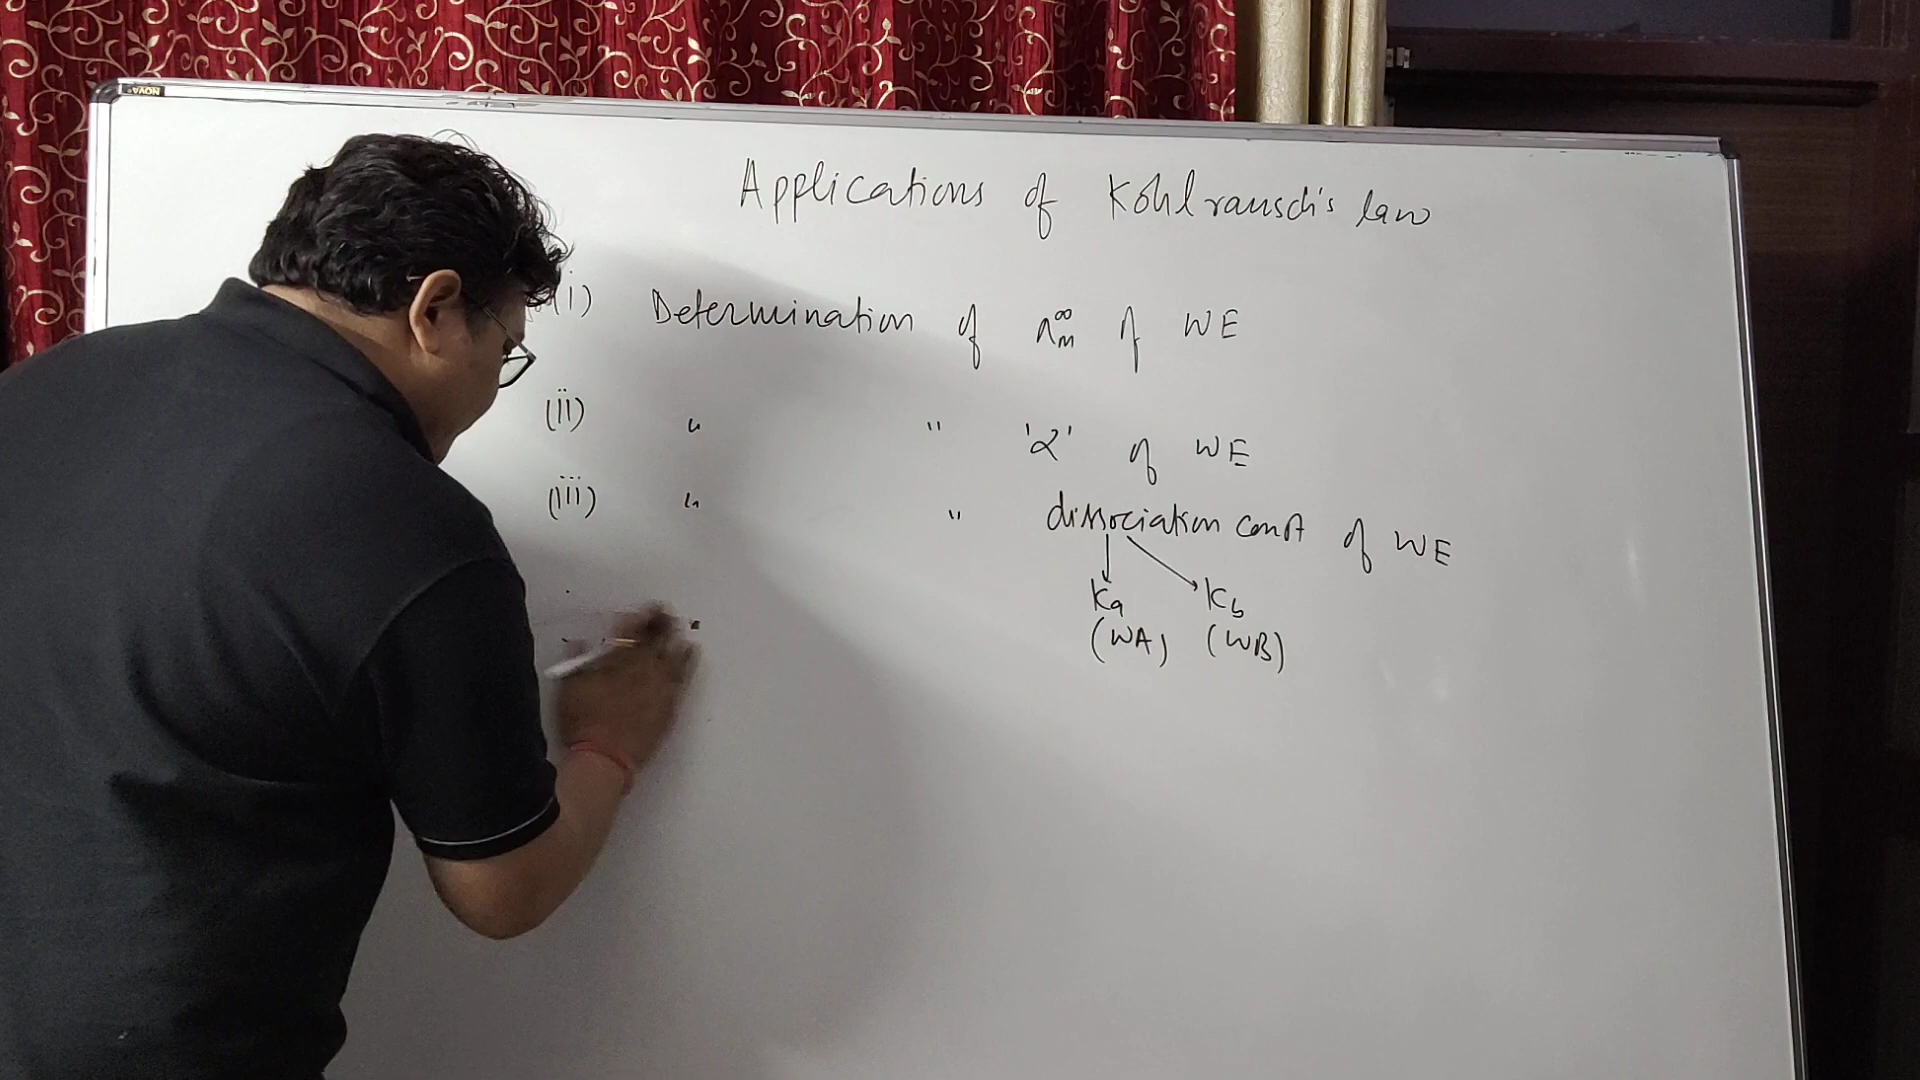 NOVA
Applications of Kohlrausch's law
(i) Determination of Λ∞m of WE
(ii) " " 'α' of WE
(iii) " " dissociation const of WE
Ka Kb
(WA) (WB)